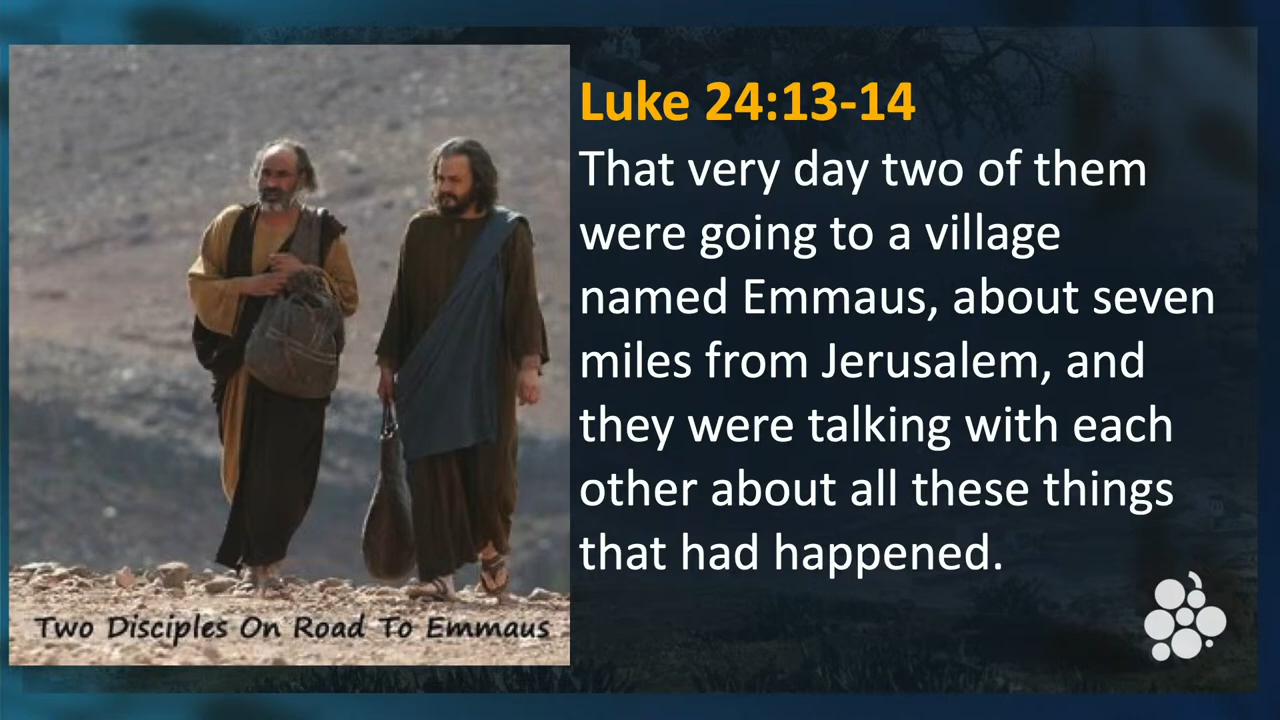 Luke 24:13-14
That very day two of them
were going to a village
named Emmaus, about seven
miles from Jerusalem, and
they were talking with each
other about all these things
that had happened.
Two Disciples On Road To Emmaus